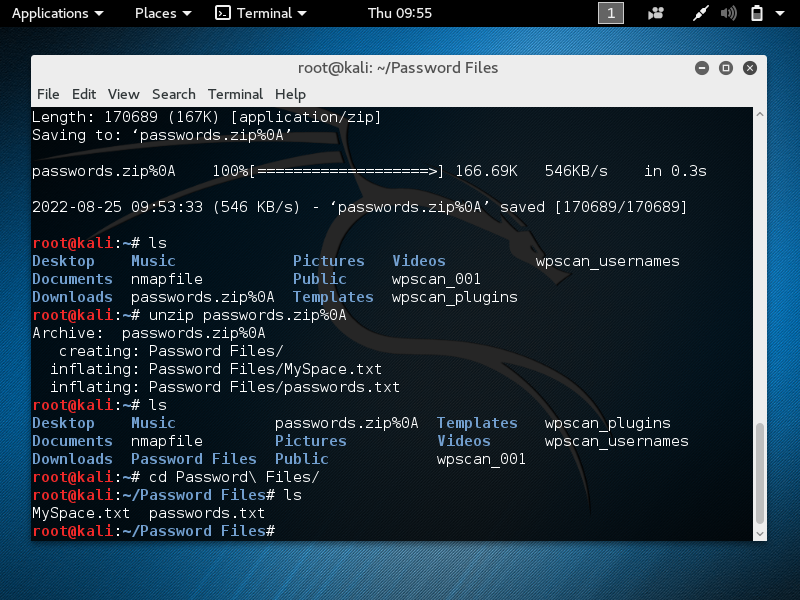 Applications Places Terminal Thu 09:55 1
root@kali: ~/Password Files
File Edit View Search Terminal Help
Length: 170689 (167K) [application/zip]
Saving to: ‘passwords.zip%0A’
passwords.zip%0A 100%[===================>] 166.69K 546KB/s in 0.3s
2022-08-25 09:53:33 (546 KB/s) - ‘passwords.zip%0A’ saved [170689/170689]
root@kali:~# ls
Desktop Music Pictures Videos wpscan_usernames
Documents nmapfile Public wpscan_001
Downloads passwords.zip%0A Templates wpscan_plugins
root@kali:~# unzip passwords.zip%0A
Archive: passwords.zip%0A
creating: Password Files/
inflating: Password Files/MySpace.txt
inflating: Password Files/passwords.txt
root@kali:~# ls
Desktop Music passwords.zip%0A Templates wpscan_plugins
Documents nmapfile Pictures Videos wpscan_usernames
Downloads Password Files Public wpscan_001
root@kali:~# cd Password\ Files/
root@kali:~/Password Files# ls
MySpace.txt passwords.txt
root@kali:~/Password Files#